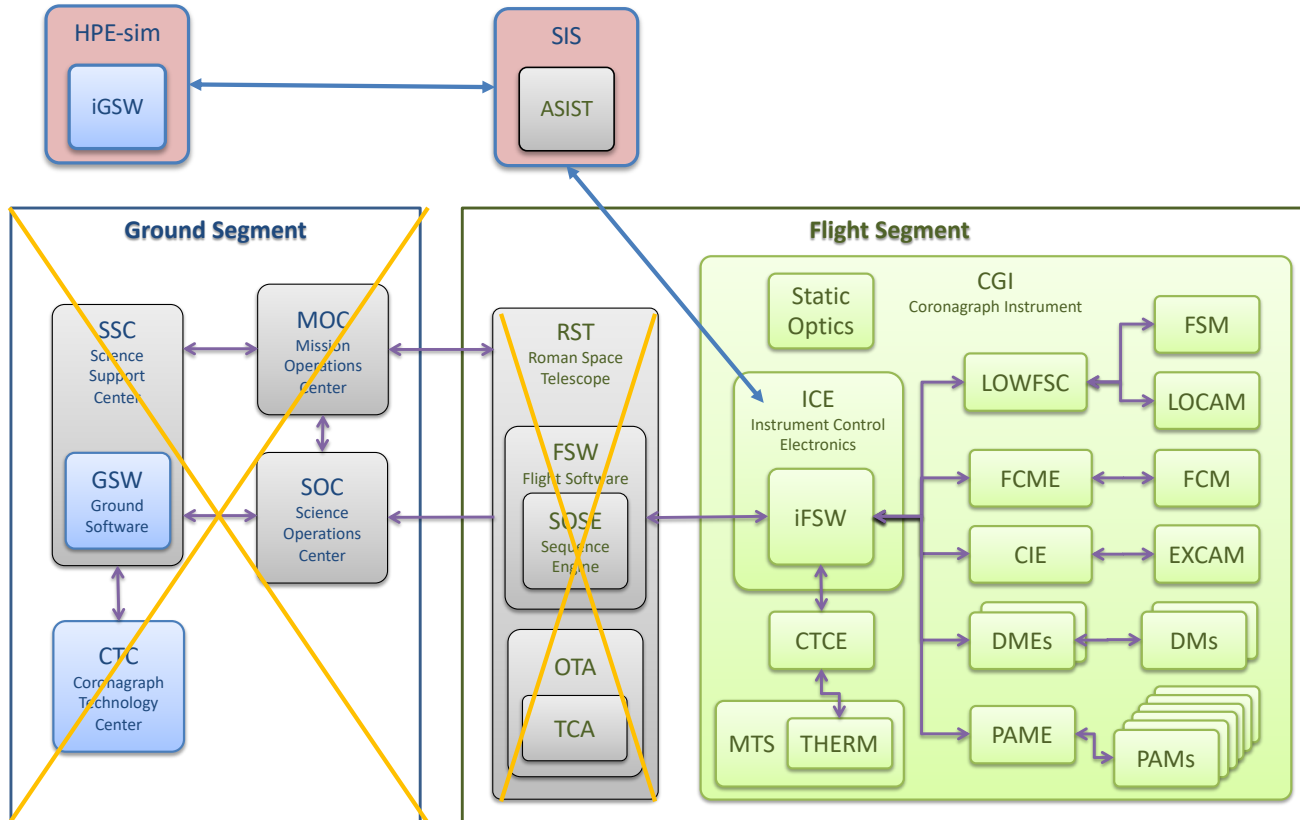 HPE-sim
iGSW
SIS
ASIST
Ground Segment
SSC
Science
Support
Center
GSW
Ground
Software
MOC
Mission
Operations
Center
SOC
Science
Operations
Center
CTC
Coronagraph
Technology
Center
Flight Segment
RST
Roman Space
Telescope
FSW
Flight Software
SOSE
Sequence
Engine
OTA
TCA
CGI
Coronagraph Instrument
Static
Optics
ICE
Instrument Control
Electronics
iFSW
CTCE
MTS
THERM
LOWFSC
FSM
LOCAM
FCME
FCM
CIE
EXCAM
DMEs
DMs
PAME
PAMs